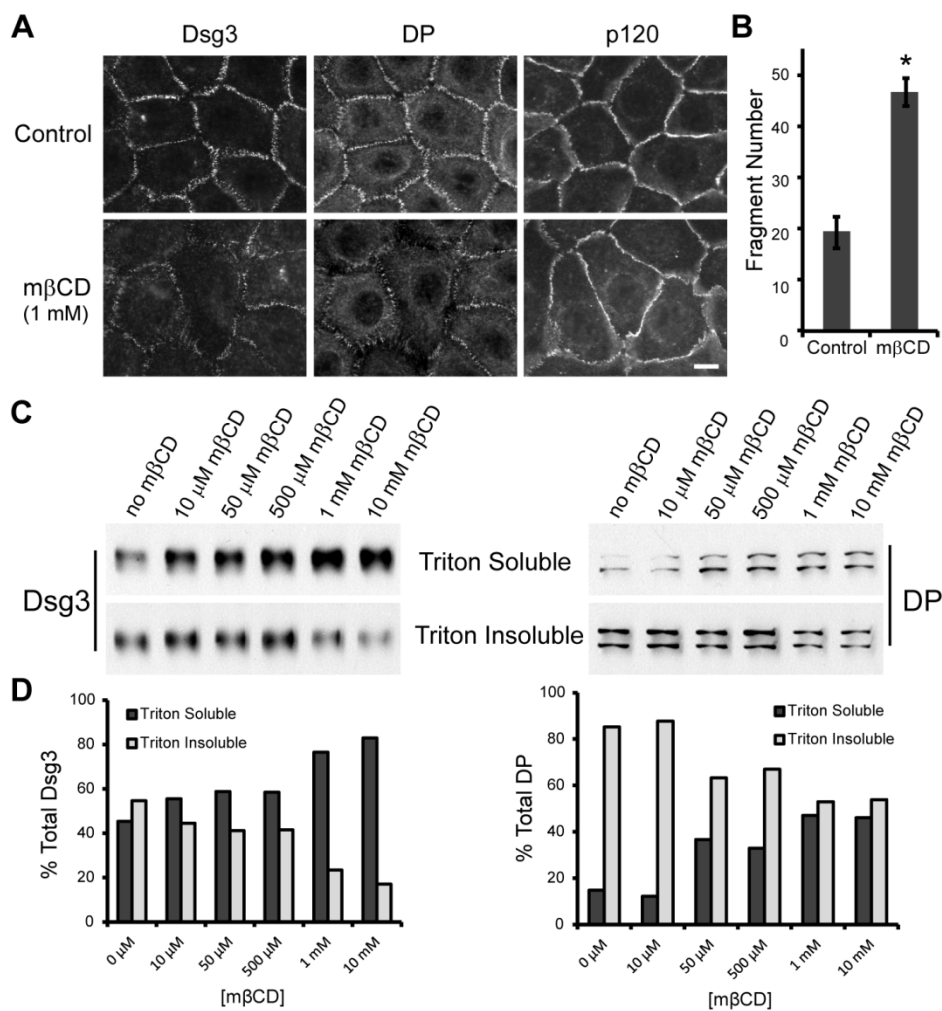 A
Dsg3 DP p120
Control
mβCD
(1 mM)
B
*
Fragment Number
50
40
30
20
10
0
Control mβCD
C
no mβCD 10 μM mβCD 50 μM mβCD 500 μM mβCD 1 mM mβCD 10 mM mβCD
no mβCD 10 μM mβCD 50 μM mβCD 500 μM mβCD 1 mM mβCD 10 mM mβCD
Dsg3
Triton Soluble
Triton Insoluble
DP
D
% Total Dsg3
100
80
60
40
20
0
Triton Soluble
Triton Insoluble
0 μM 10 μM 50 μM 500 μM 1 mM 10 mM
[mβCD]
% Total DP
100
80
60
40
20
0
Triton Soluble
Triton Insoluble
0 μM 10 μM 50 μM 500 μM 1 mM 10 mM
[mβCD]